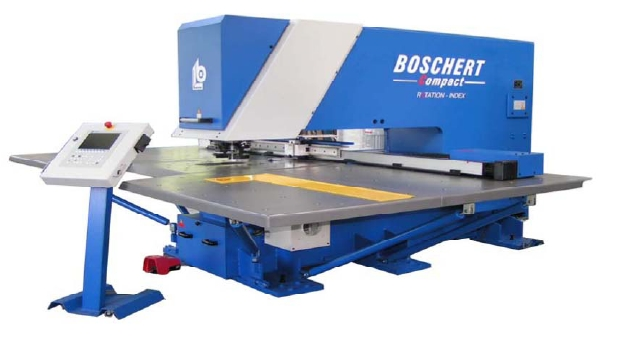 BOSCHERT
Compact
ROTATION - INDEX